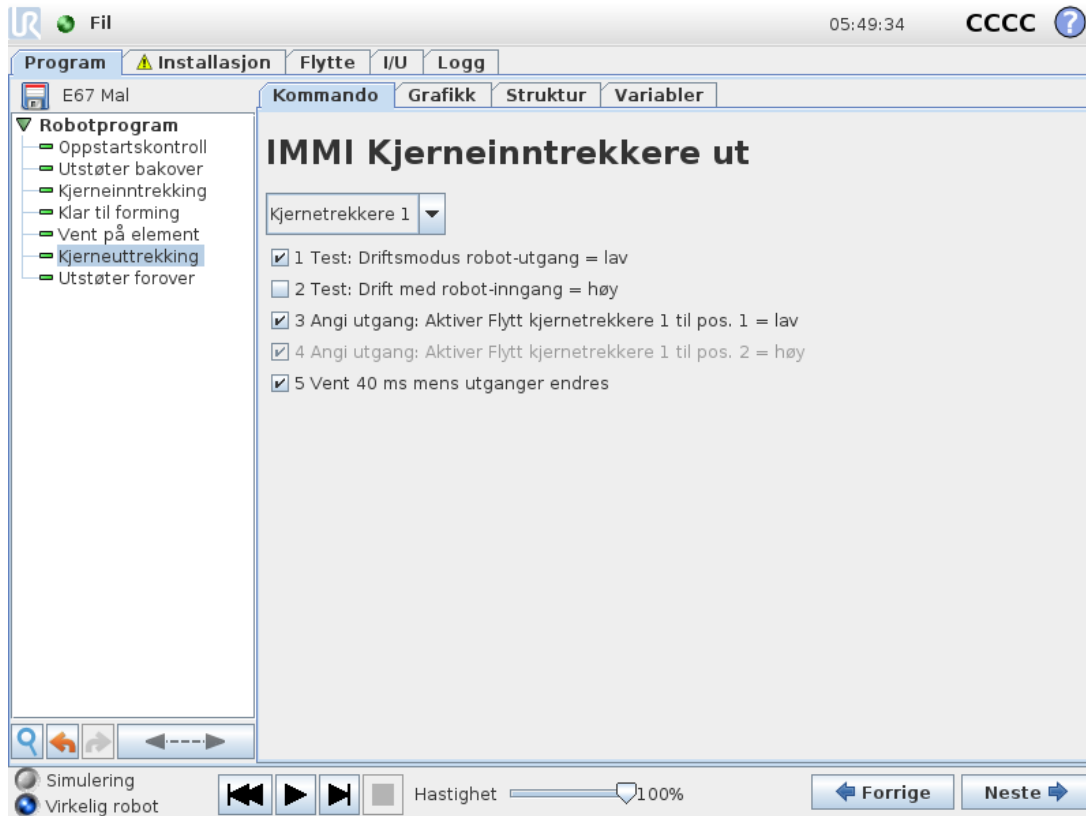 Fil
05:49:34
CCCC
?
Program
Installasjon
Flytte
I/U
Logg
E67 Mal
Kommando
Grafikk
Struktur
Variabler
Robotprogram
Oppstartskontroll
Utstøter bakover
Kjerneinntrekking
Klar til forming
Vent på element
Kjerneuttrekking
Utstøter forover
IMMI Kjerneinntrekkere ut
Kjernetrekkere 1
1 Test: Driftsmodus robot-utgang = lav
2 Test: Drift med robot-inngang = høy
3 Angi utgang: Aktiver Flytt kjernetrekkere 1 til pos. 1 = lav
4 Angi utgang: Aktiver Flytt kjernetrekkere 1 til pos. 2 = høy
5 Vent 40 ms mens utganger endres
Simulering
Virkelig robot
Hastighet
100%
Forrige
Neste